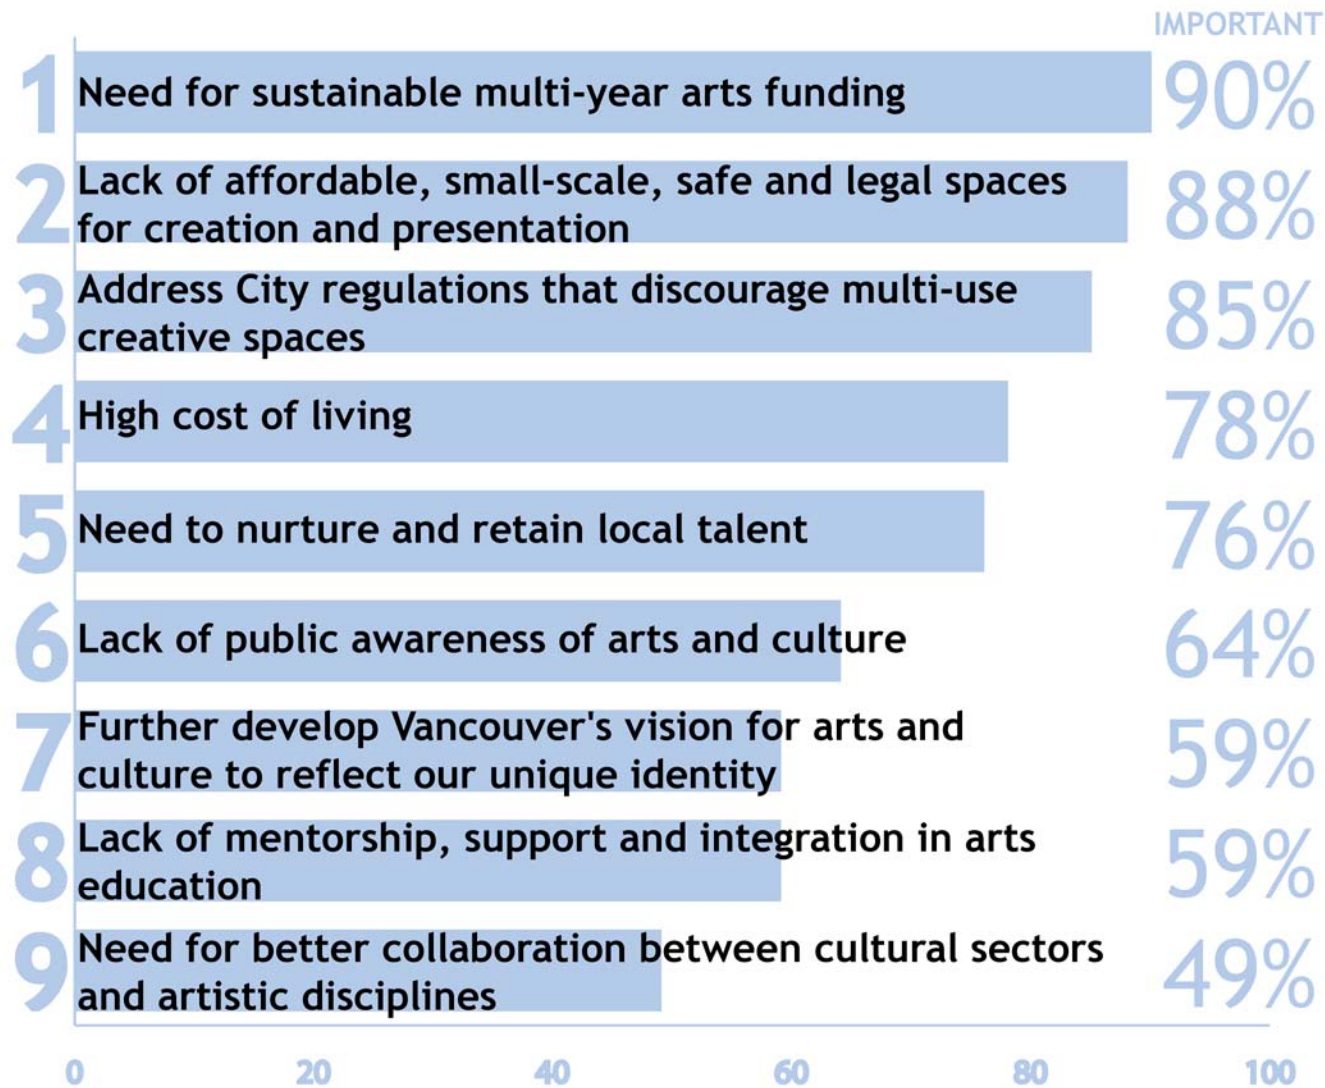 IMPORTANT
1 Need for sustainable multi-year arts funding 90%
2 Lack of affordable, small-scale, safe and legal spaces
for creation and presentation 88%
3 Address City regulations that discourage multi-use
creative spaces 85%
4 High cost of living 78%
5 Need to nurture and retain local talent 76%
6 Lack of public awareness of arts and culture 64%
7 Further develop Vancouver's vision for arts and
culture to reflect our unique identity 59%
8 Lack of mentorship, support and integration in arts
education 59%
9 Need for better collaboration between cultural sectors
and artistic disciplines 49%
0 20 40 60 80 100